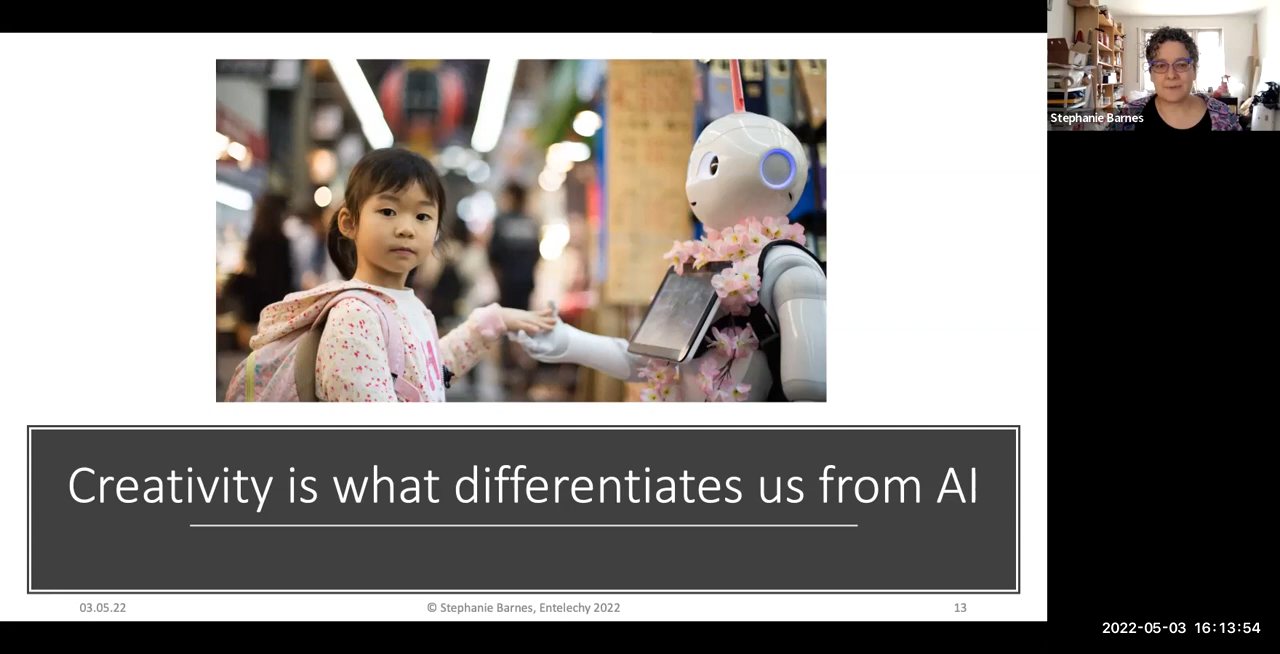 Stephanie Barnes
Creativity is what differentiates us from AI
03.05.22
© Stephanie Barnes, Entelechy 2022
13
2022-05-03 16:13:54